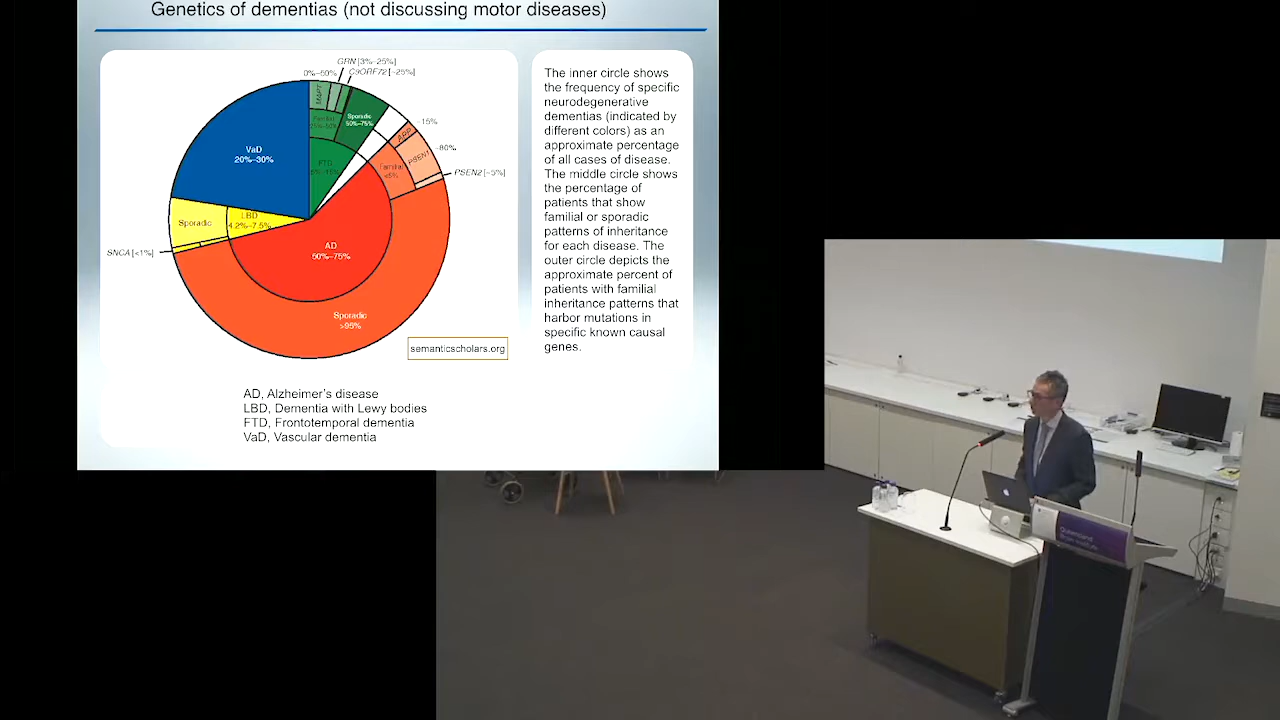 Genetics of dementias (not discussing motor diseases)
GRN [3%–25%]
0%–50%
C9ORF72 [~25%]
MAPT
Sporadic
50%–75%
Familial
FTD
~15%
APP
~80%
PSEN1
PSEN2 [~5%]
Familial
<5%
VaD
20%–30%
Sporadic
LBD
4.2%–7.5%
SNCA [<1%]
AD
50%–75%
Sporadic
>95%
semanticscholars.org
AD, Alzheimer's disease
LBD, Dementia with Lewy bodies
FTD, Frontotemporal dementia
VaD, Vascular dementia
The inner circle shows
the frequency of specific
neurodegenerative
dementias (indicated by
different colors) as an
approximate percentage
of all cases of disease.
The middle circle shows
the percentage of
patients that show
familial or sporadic
patterns of inheritance
for each disease. The
outer circle depicts the
approximate percent of
patients with familial
inheritance patterns that
harbor mutations in
specific known causal
genes.
Queensland
Brain Institute